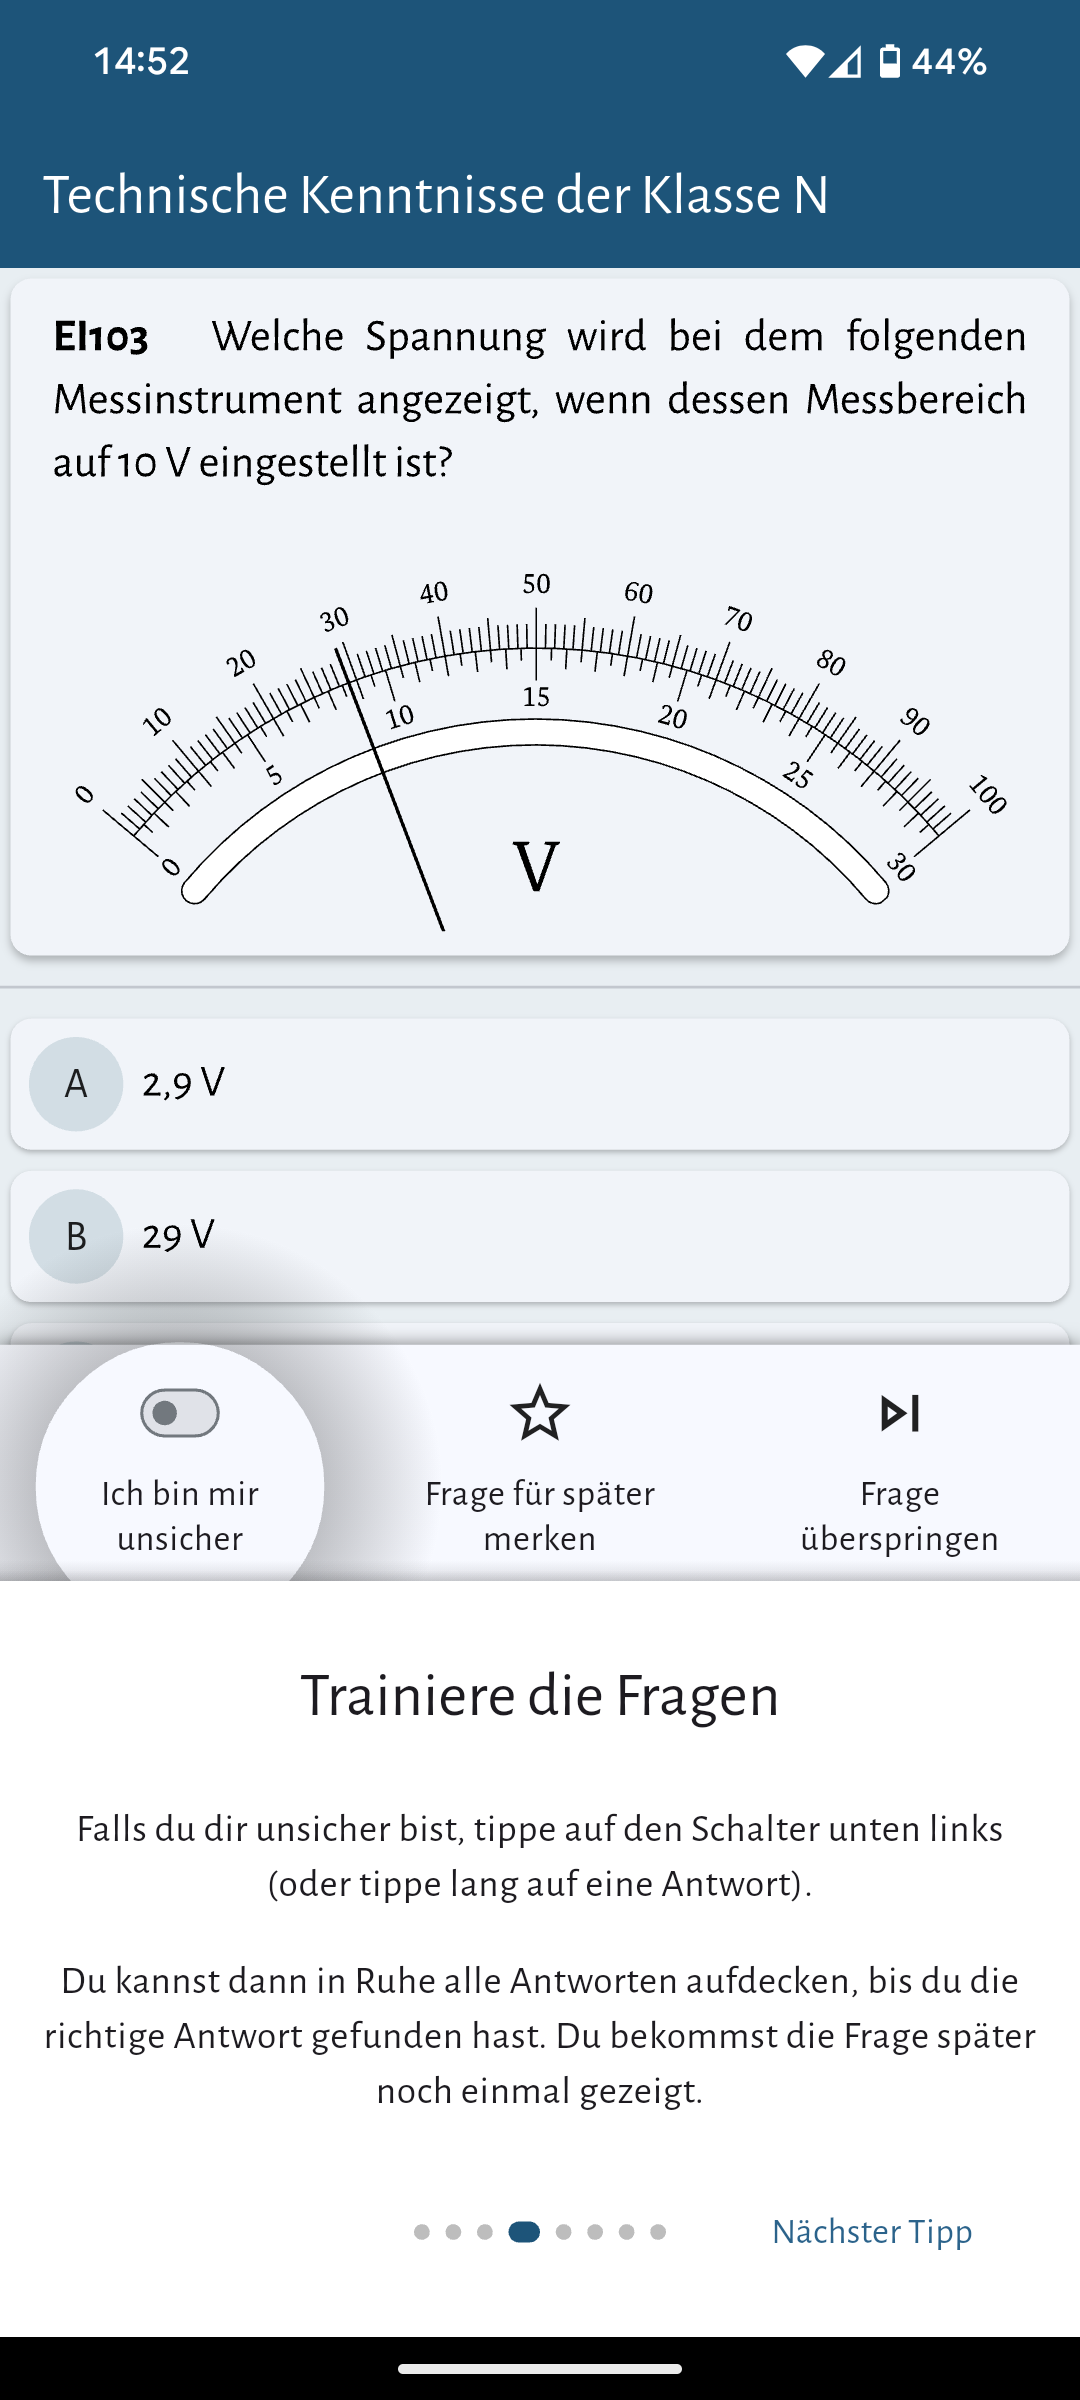 14:52
44%
Technische Kenntnisse der Klasse N
EI103 Welche Spannung wird bei dem folgenden
Messinstrument angezeigt, wenn dessen Messbereich
auf 10 V eingestellt ist?
0 10 20 30 40 50 60 70 80 90 100
0 5 10 15 20 25 30
V
A 2,9 V
B 29 V
Ich bin mir
unsicher
Frage für später
merken
Frage
überspringen
Trainiere die Fragen
Falls du dir unsicher bist, tippe auf den Schalter unten links
(oder tippe lang auf eine Antwort).
Du kannst dann in Ruhe alle Antworten aufdecken, bis du die
richtige Antwort gefunden hast. Du bekommst die Frage später
noch einmal gezeigt.
Nächster Tipp